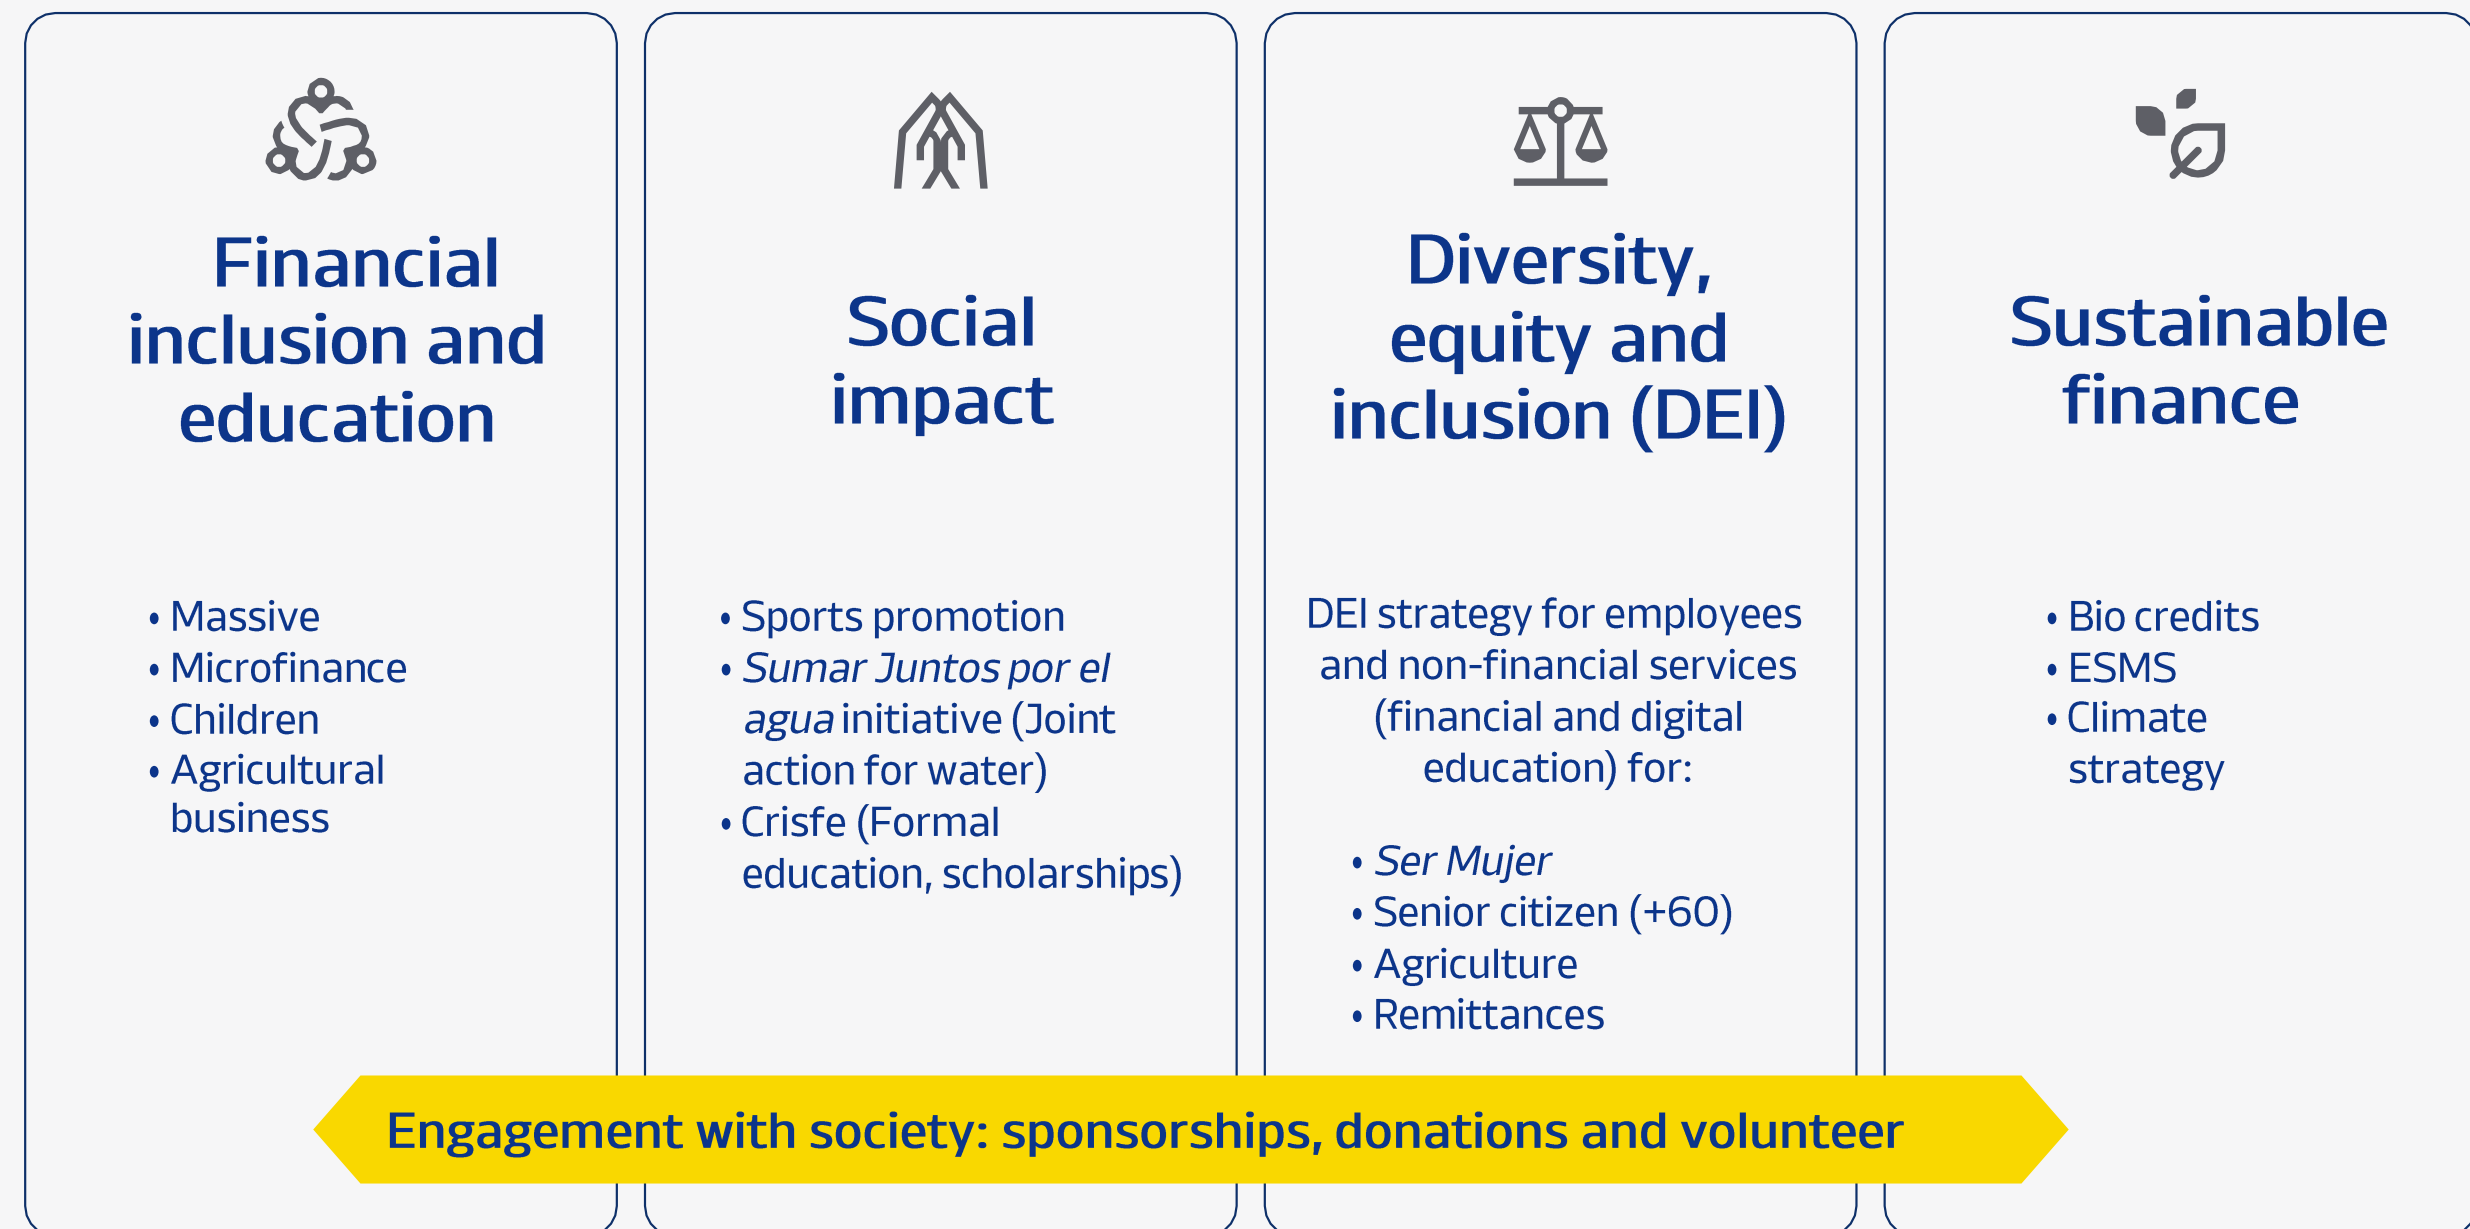 Financial
inclusion and
education
• Massive
• Microfinance
• Children
• Agricultural
business
Social
impact
• Sports promotion
• Sumar Juntos por el
agua initiative (Joint
action for water)
• Crisfe (Formal
education, scholarships)
Diversity,
equity and
inclusion (DEI)
DEI strategy for employees
and non-financial services
(financial and digital
education) for:
• Ser Mujer
• Senior citizen (+60)
• Agriculture
• Remittances
Sustainable
finance
• Bio credits
• ESMS
• Climate
strategy
Engagement with society: sponsorships, donations and volunteer